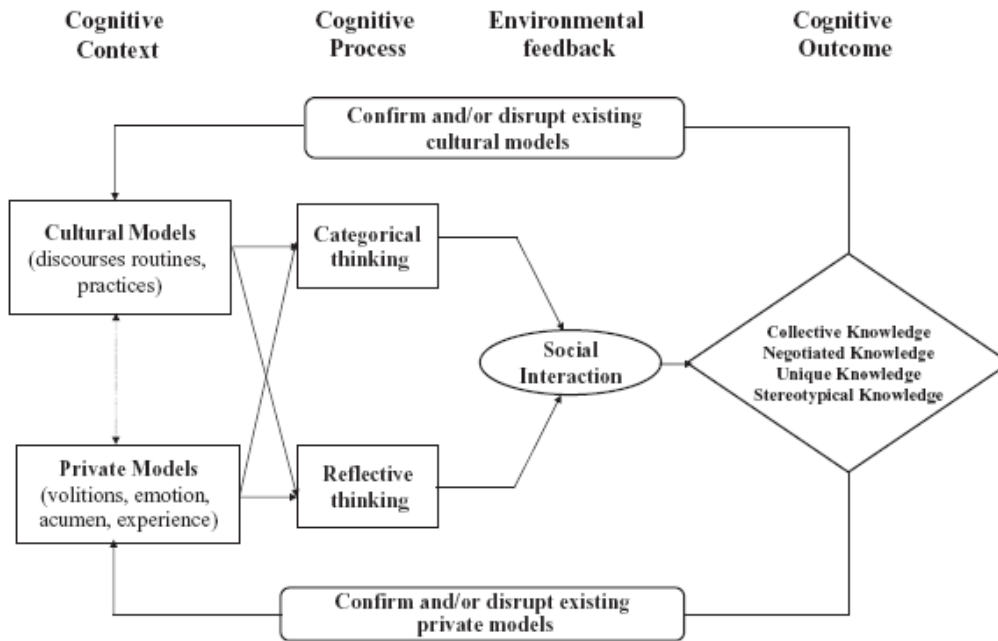 Cognitive
Context
Cognitive
Process
Environmental
feedback
Cognitive
Outcome
Confirm and/or disrupt existing
cultural models
Cultural Models
(discourses routines,
practices)
Categorical
thinking
Social
Interaction
Collective Knowledge
Negotiated Knowledge
Unique Knowledge
Stereotypical Knowledge
Private Models
(volitions, emotion,
acumen, experience)
Reflective
thinking
Confirm and/or disrupt existing
private models